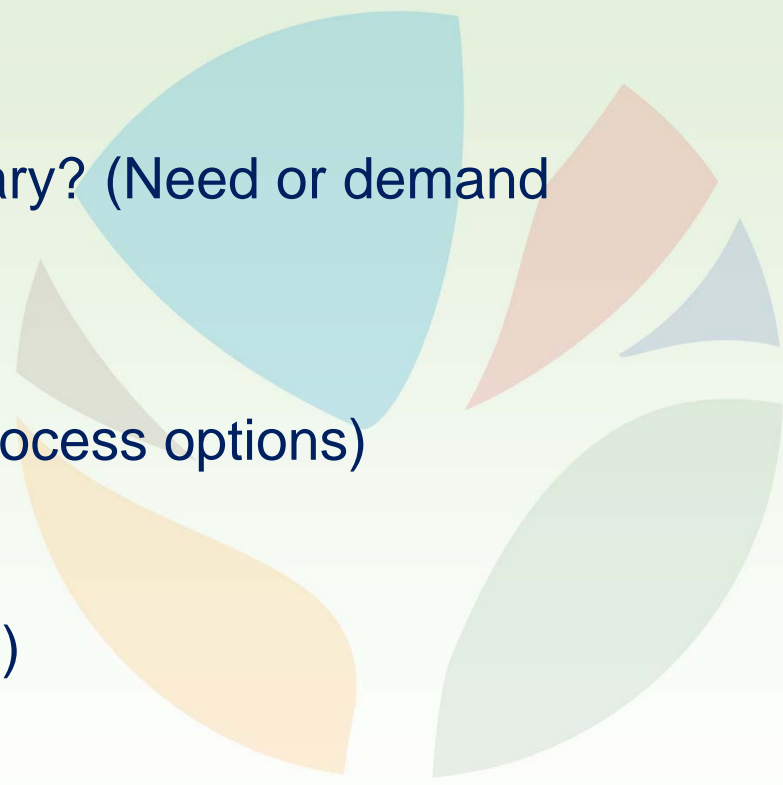 ary? (Need or demand
ocess options)
)